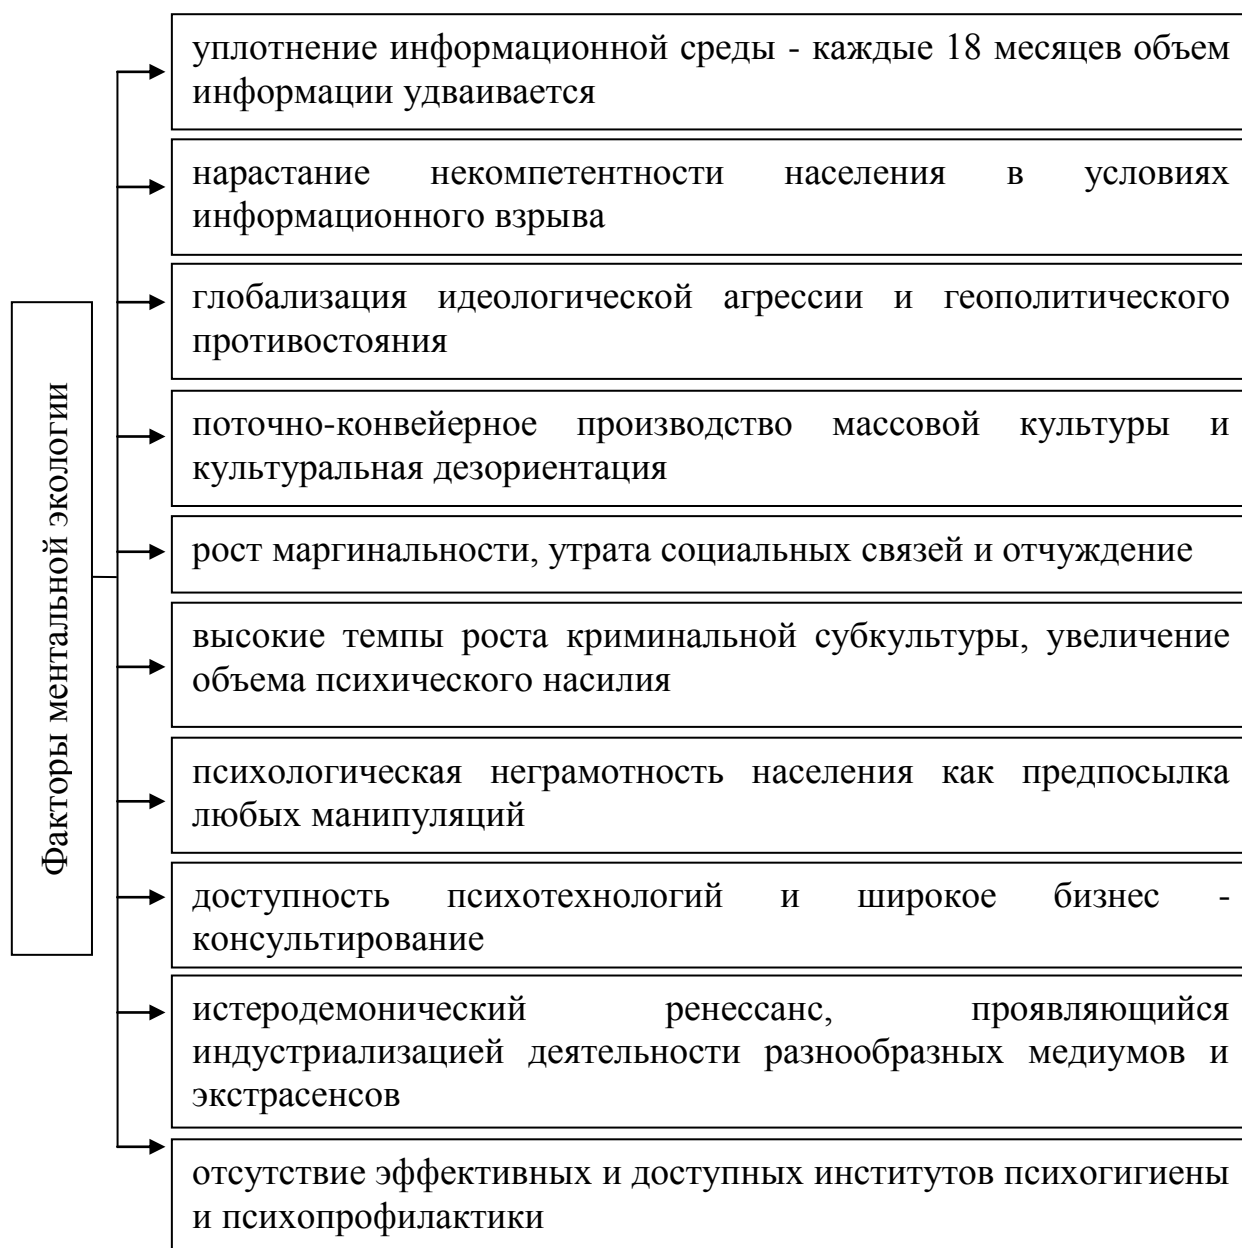 уплотнение информационной среды - каждые 18 месяцев объем
информации удваивается
нарастание некомпетентности населения в условиях
информационного взрыва
глобализация идеологической агрессии и геополитического
противостояния
поточно-конвейерное производство массовой культуры и
культуральная дезориентация
рост маргинальности, утрата социальных связей и отчуждение
высокие темпы роста криминальной субкультуры, увеличение
объема психического насилия
психологическая неграмотность населения как предпосылка
любых манипуляций
доступность психотехнологий и широкое бизнес -
консультирование
истеродемонический ренессанс, проявляющийся
индустриализацией деятельности разнообразных медиумов и
экстрасенсов
отсутствие эффективных и доступных институтов психогигиены
и психопрофилактики
Факторы ментальной экологии